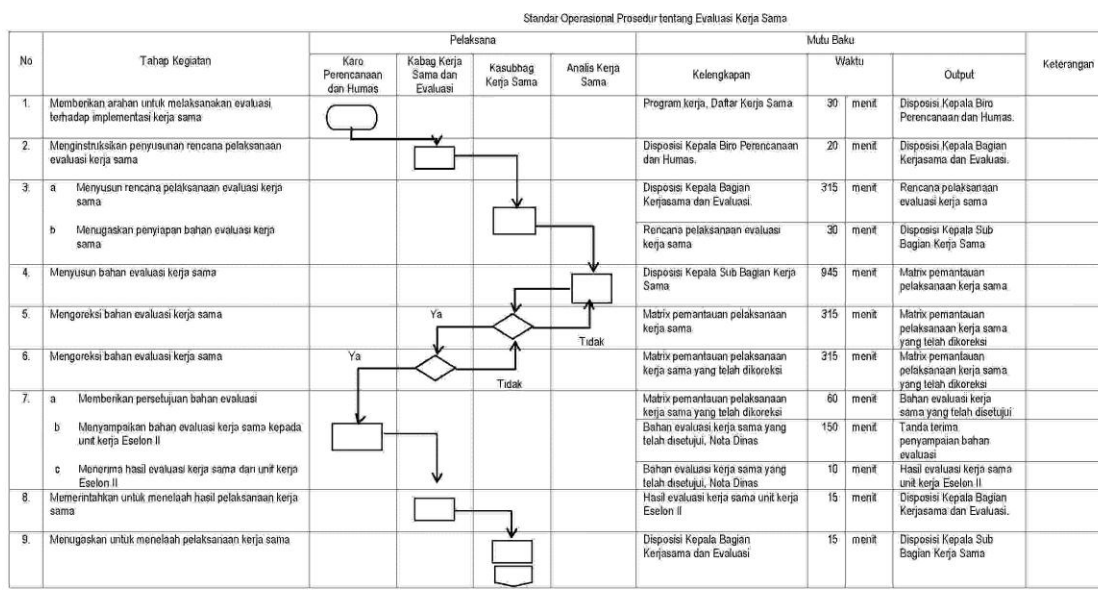 Standar Operasional Prosedur tentang Evaluasi Kerja Sama
No
Tahap Kegiatan
Pelaksana
Mutu Baku
Keterangan
Karo
Perencanaan
dan Humas
Kabag Kerja
Sama dan
Evaluasi
Kasubbag
Kerja Sama
Analis Kerja
Sama
Kelengkapan
Waktu
Output
1.
Memberikan arahan untuk melaksanakan evaluasi
terhadap implementasi kerja sama
Program kerja, Daftar Kerja Sama
30 menit
Disposisi Kepala Biro
Perencanaan dan Humas.
2.
Menginstruksikan penyusunan rencana pelaksanaan
evaluasi kerja sama
Disposisi Kepala Biro Perencanaan
dan Humas.
20 menit
Disposisi Kepala Bagian
Kerjasama dan Evaluasi.
3.
a Menyusun rencana pelaksanaan evaluasi kerja
sama
Disposisi Kepala Bagian
Kerjasama dan Evaluasi.
315 menit
Rencana pelaksanaan
evaluasi kerja sama
b Menugaskan penyiapan bahan evaluasi kerja
sama
Rencana pelaksanaan evaluasi
kerja sama
30 menit
Disposisi Kepala Sub
Bagian Kerja Sama
4.
Menyusun bahan evaluasi kerja sama
Disposisi Kepala Sub Bagian Kerja
Sama
945 menit
Matrix pemantauan
pelaksanaan kerja sama
5.
Mengoreksi bahan evaluasi kerja sama
Ya
Tidak
Matrix pemantauan pelaksanaan
kerja sama
315 menit
Matrix pemantauan
pelaksanaan kerja sama
yang telah dikoreksi
6.
Mengoreksi bahan evaluasi kerja sama
Ya
Tidak
Matrix pemantauan pelaksanaan
kerja sama yang telah dikoreksi
315 menit
Matrix pemantauan
pelaksanaan kerja sama
yang telah dikoreksi
7.
a Memberikan persetujuan bahan evaluasi
Matrix pemantauan pelaksanaan
kerja sama yang telah dikoreksi
60 menit
Bahan evaluasi kerja
sama yang telah disetujui
b Menyampaikan bahan evaluasi kerja sama kepada
unit kerja Eselon II
Bahan evaluasi kerja sama yang
telah disetujui, Nota Dinas
150 menit
Tanda terima
penyampaian bahan
evaluasi
c Menerima hasil evaluasi kerja sama dari unit kerja
Eselon II
Bahan evaluasi kerja sama yang
telah disetujui, Nota Dinas
10 menit
Hasil evaluasi kerja sama
unit kerja Eselon II
8.
Memerintahkan untuk menelaah hasil pelaksanaan kerja
sama
Hasil evaluasi kerja sama unit kerja
Eselon II
15 menit
Disposisi Kepala Bagian
Kerjasama dan Evaluasi.
9.
Menugaskan untuk menelaah pelaksanaan kerja sama
Disposisi Kepala Bagian
Kerjasama dan Evaluasi
15 menit
Disposisi Kepala Sub
Bagian Kerja Sama